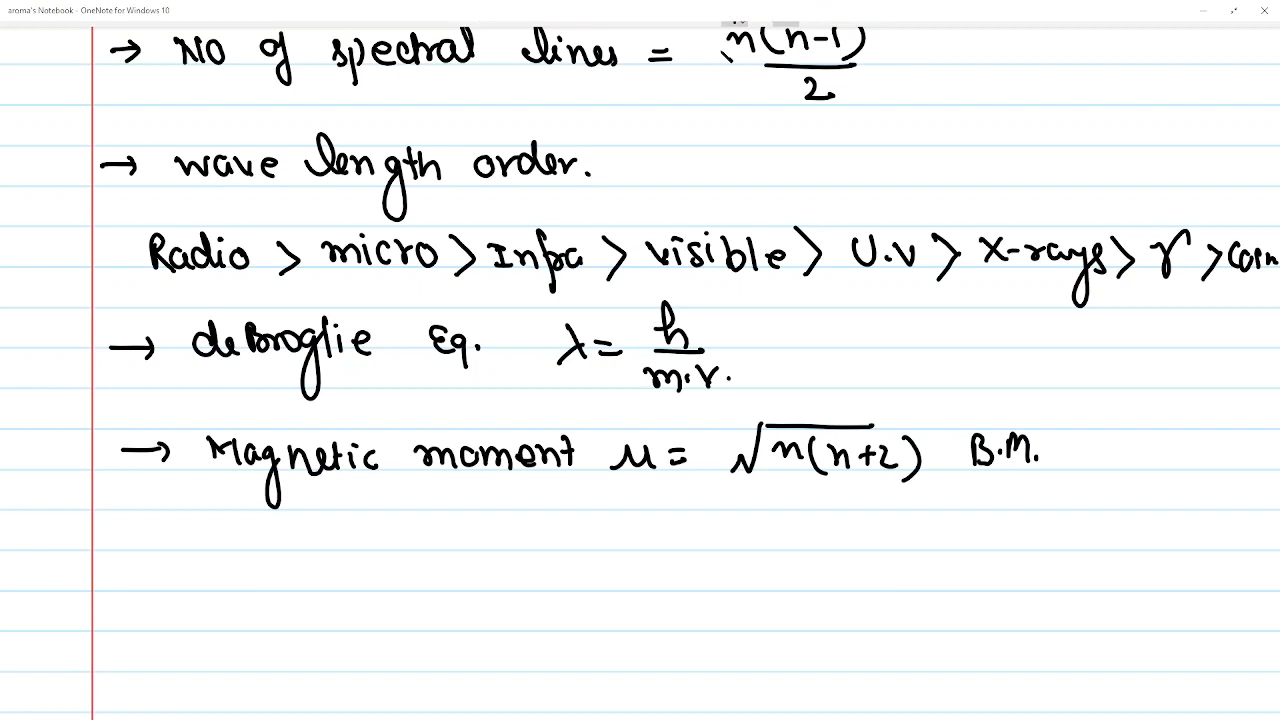 aroma's Notebook - OneNote for Windows 10
→ No of spectral lines = n(n-1)/2
→ wave length order.
Radio > micro > Infra > visible > U.V > X-rays > γ >
→ deBroglie Eq. λ = h/m.v.
→ Magnetic moment μ = √n(n+2) B.M.